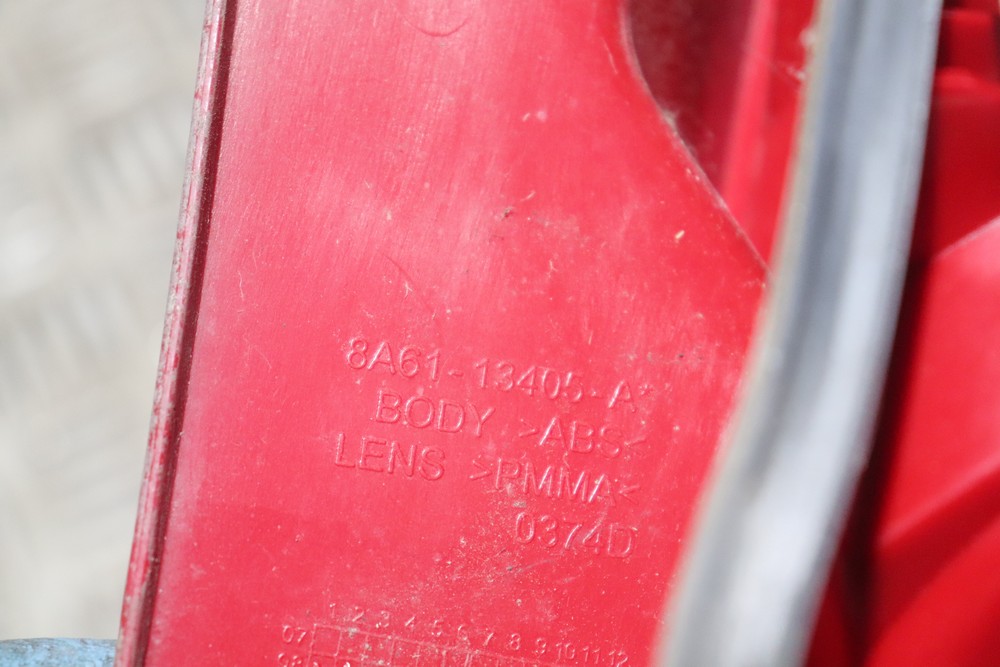 8A61-13405-A*
BODY >ABS<
LENS >PMMA<
0374D
1 2 3 4 5 6 7 8 9 10 11 12
07
08